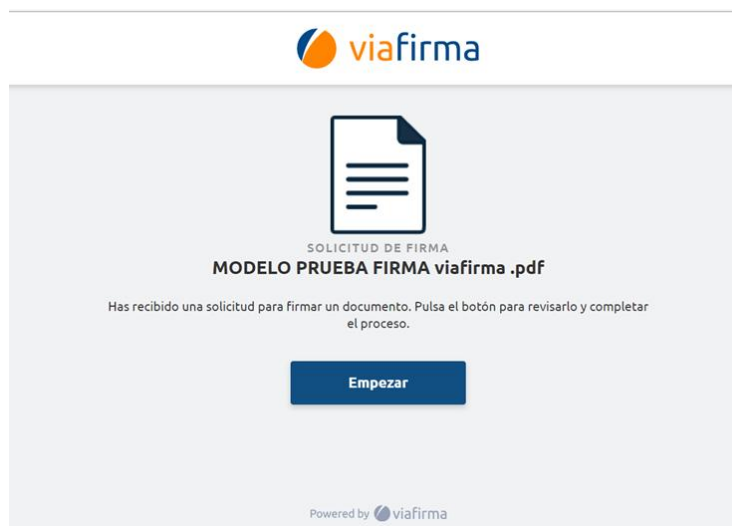 viafirma
SOLICITUD DE FIRMA
MODELO PRUEBA FIRMA viafirma .pdf
Has recibido una solicitud para firmar un documento. Pulsa el botón para revisarlo y completar
el proceso.
Empezar
Powered by viafirma